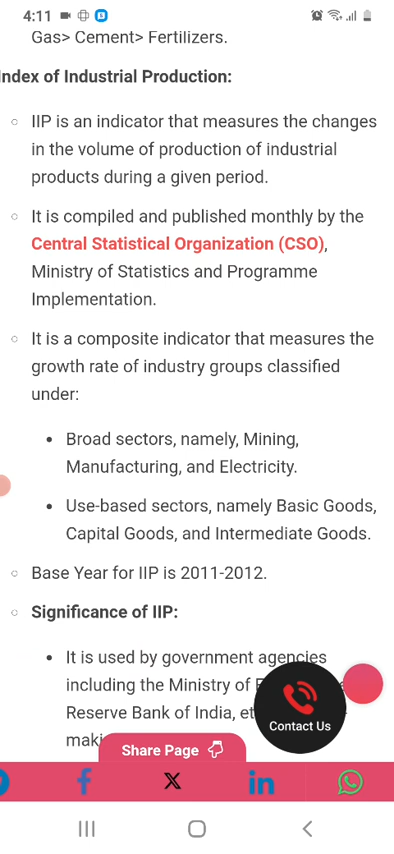 4:11
Gas> Cement> Fertilizers.
ndex of Industrial Production:
IIP is an indicator that measures the changes
in the volume of production of industrial
products during a given period.
It is compiled and published monthly by the
Central Statistical Organization (CSO),
Ministry of Statistics and Programme
Implementation.
It is a composite indicator that measures the
growth rate of industry groups classified
under:
Broad sectors, namely, Mining,
Manufacturing, and Electricity.
Use-based sectors, namely Basic Goods,
Capital Goods, and Intermediate Goods.
Base Year for IIP is 2011-2012.
Significance of IIP:
It is used by government agencies
including the Ministry of
Reserve Bank of India, et
maki
Contact Us
Share Page
f X in